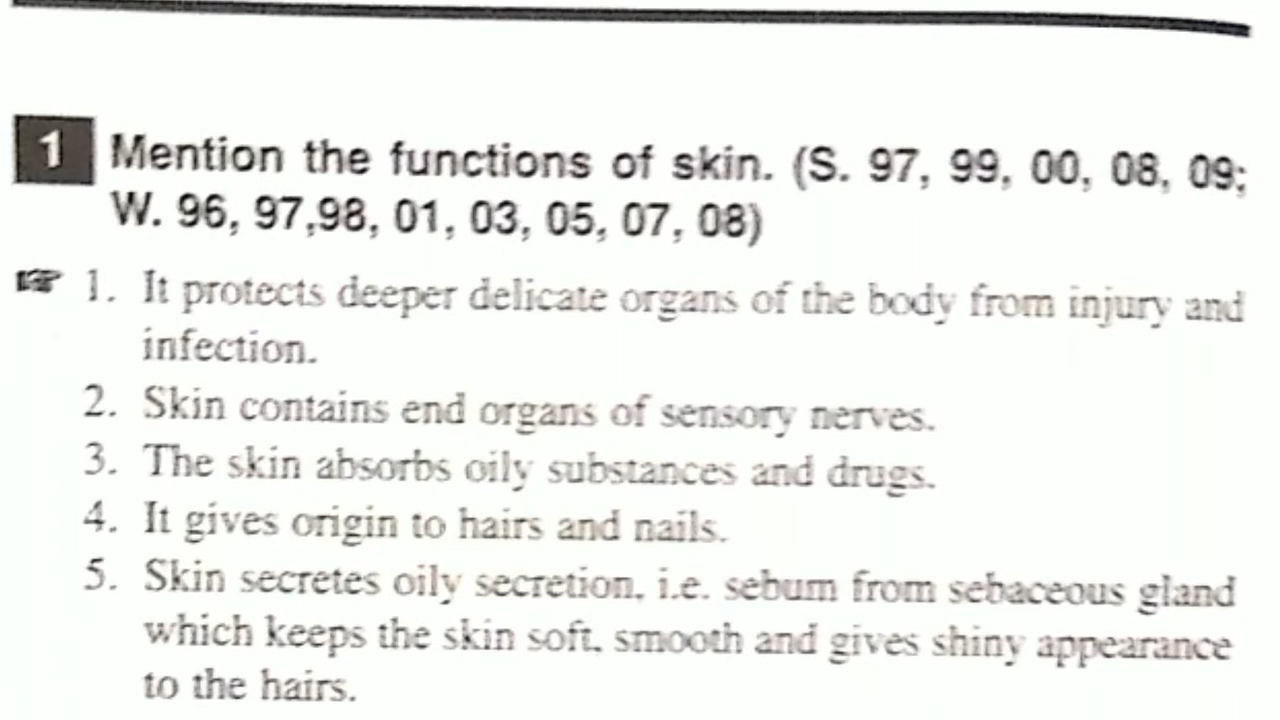 1 Mention the functions of skin. (S. 97, 99, 00, 08, 09;
W. 96, 97,98, 01, 03, 05, 07, 08)
☞ 1. It protects deeper delicate organs of the body from injury and
infection.
2. Skin contains end organs of sensory nerves.
3. The skin absorbs oily substances and drugs.
4. It gives origin to hairs and nails.
5. Skin secretes oily secretion, i.e. sebum from sebaceous gland
which keeps the skin soft, smooth and gives shiny appearance
to the hairs.